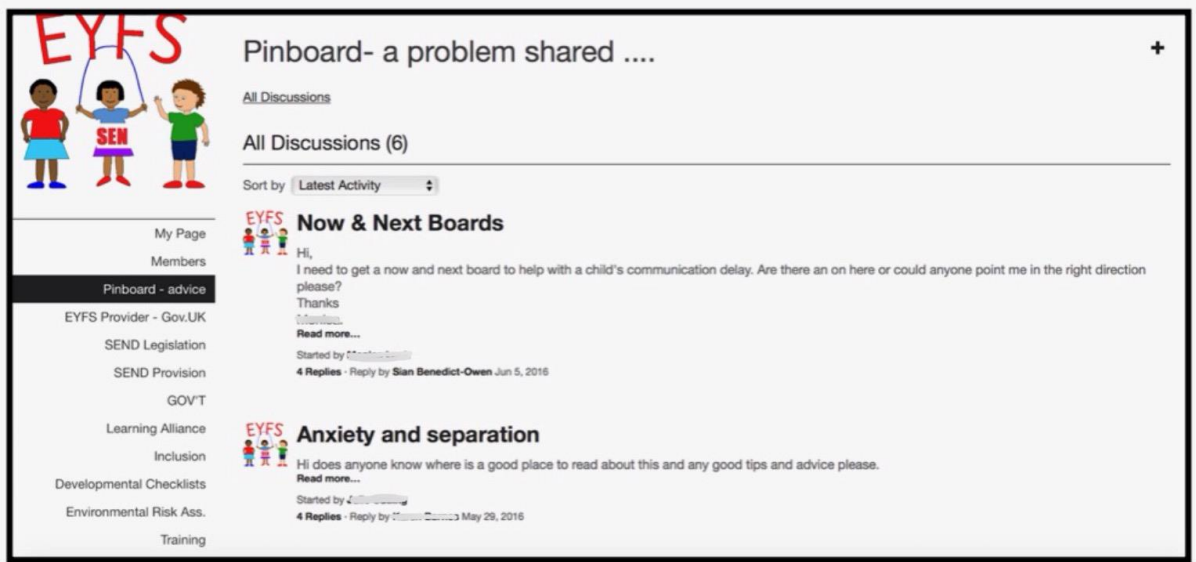 EYFS
SEN
My Page
Members
Pinboard - advice
EYFS Provider - Gov.UK
SEND Legislation
SEND Provision
GOV'T
Learning Alliance
Inclusion
Developmental Checklists
Environmental Risk Ass.
Training
Pinboard- a problem shared ....
+
All Discussions
All Discussions (6)
Sort by Latest Activity
EYFS
Now & Next Boards
Hi,
I need to get a now and next board to help with a child's communication delay. Are there an on here or could anyone point me in the right direction
please?
Thanks
Read more...
Started by
4 Replies - Reply by Sian Benedict-Owen Jun 5, 2016
EYFS
Anxiety and separation
Hi does anyone know where is a good place to read about this and any good tips and advice please.
Read more...
Started by
4 Replies - Reply by May 29, 2016